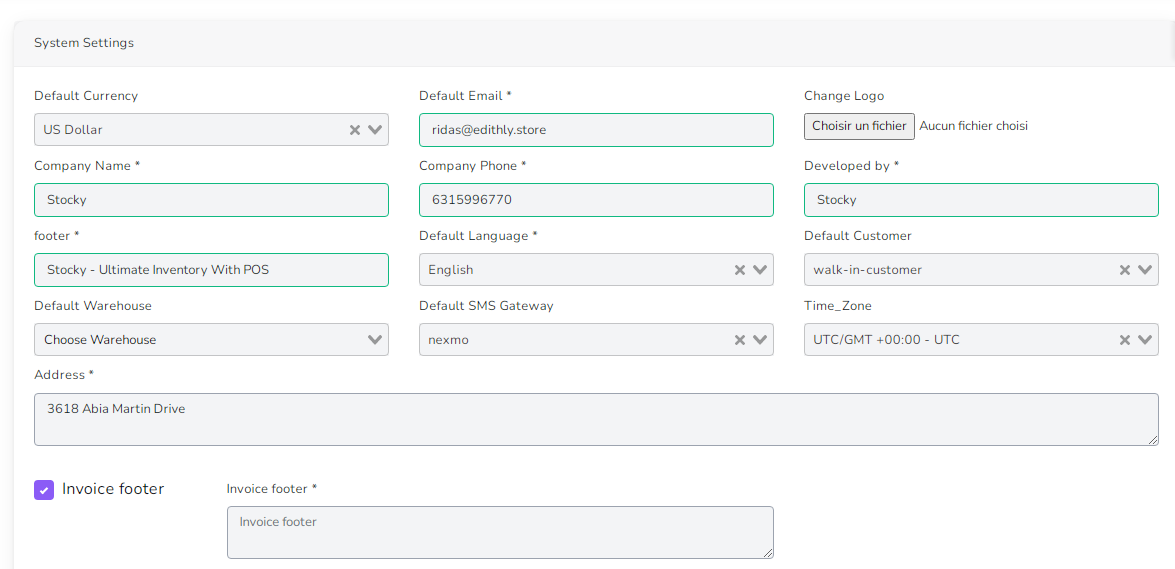 System Settings
Default Currency
Default Email *
Change Logo
US Dollar
ridas@edithly.store
Choisir un fichier Aucun fichier choisi
Company Name *
Company Phone *
Developed by *
Stocky
6315996770
Stocky
footer *
Default Language *
Default Customer
Stocky - Ultimate Inventory With POS
English
walk-in-customer
Default Warehouse
Default SMS Gateway
Time_Zone
Choose Warehouse
nexmo
UTC/GMT +00:00 - UTC
Address *
3618 Abia Martin Drive
Invoice footer
Invoice footer *
Invoice footer